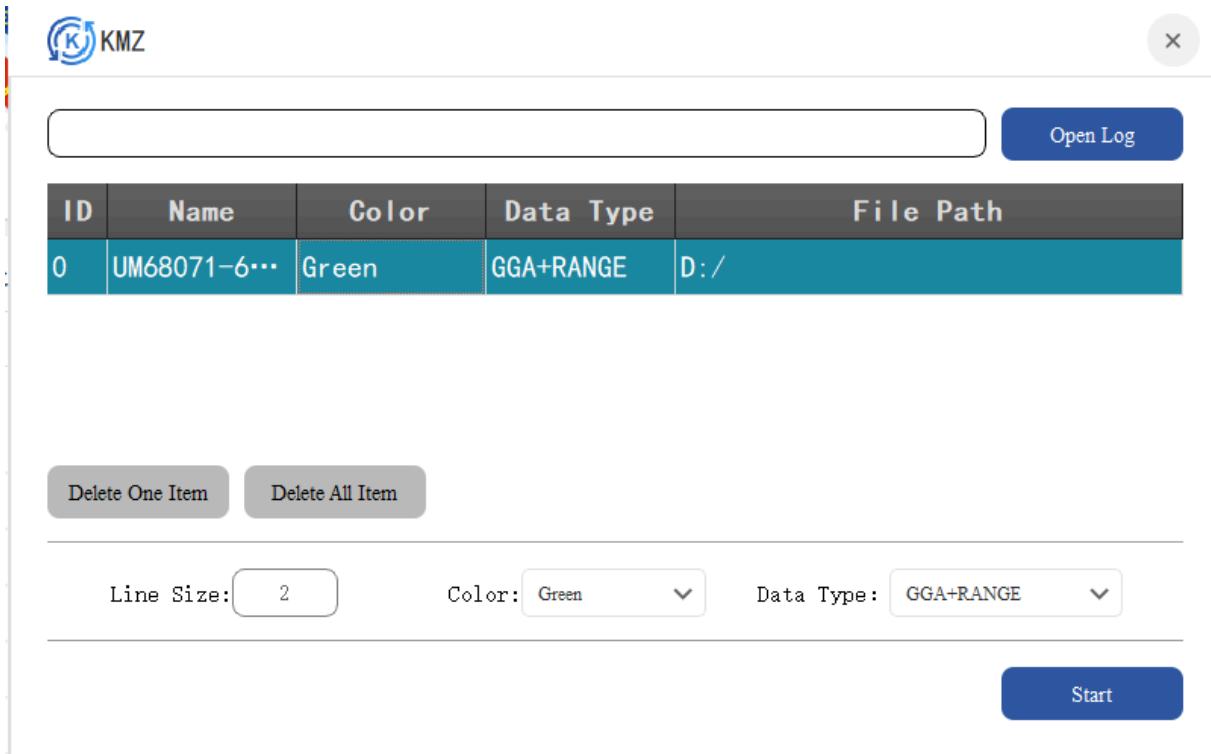 KMZ
Open Log
ID Name Color Data Type File Path
0 UM68071-6··· Green GGA+RANGE D:/
Delete One Item Delete All Item
Line Size: 2 Color: Green Data Type: GGA+RANGE
Start